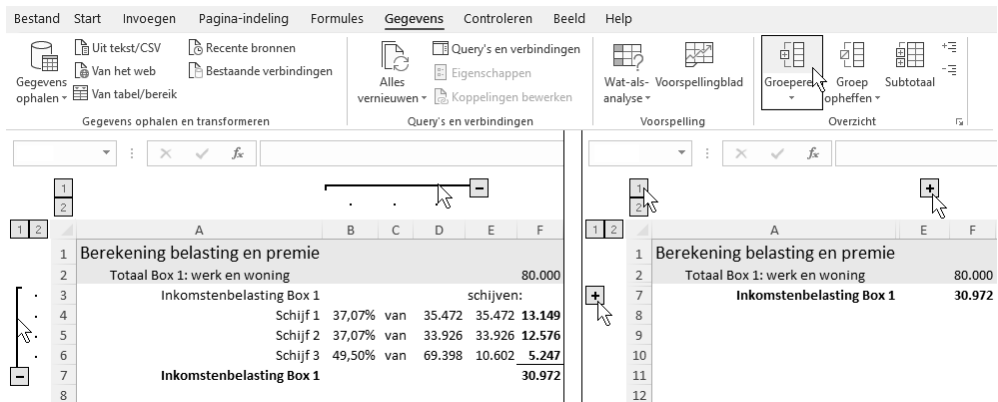 Bestand Start Invoegen Pagina-indeling Formules Gegevens Controleren Beeld Help
Gegevens ophalen
Uit tekst/CSV
Van het web
Van tabel/bereik
Recente bronnen
Bestaande verbindingen
Gegevens ophalen en transformeren
Alles vernieuwen
Query's en verbindingen
Eigenschappen
Koppelingen bewerken
Query's en verbindingen
Wat-als-analyse
Voorspellingblad
Voorspelling
Groeperen
Groep opheffen
Subtotaal
Overzicht
fx
1
2
1 2 A B C D E F
1 Berekening belasting en premie
2 Totaal Box 1: werk en woning 80.000
3 Inkomstenbelasting Box 1 schijven:
4 Schijf 1 37,07% van 35.472 35.472 13.149
5 Schijf 2 37,07% van 33.926 33.926 12.576
6 Schijf 3 49,50% van 69.398 10.602 5.247
7 Inkomstenbelasting Box 1 30.972
8
fx
1
2
1 2 A E F
1 Berekening belasting en premie
2 Totaal Box 1: werk en woning 80.000
7 Inkomstenbelasting Box 1 30.972
8
9
10
11
12